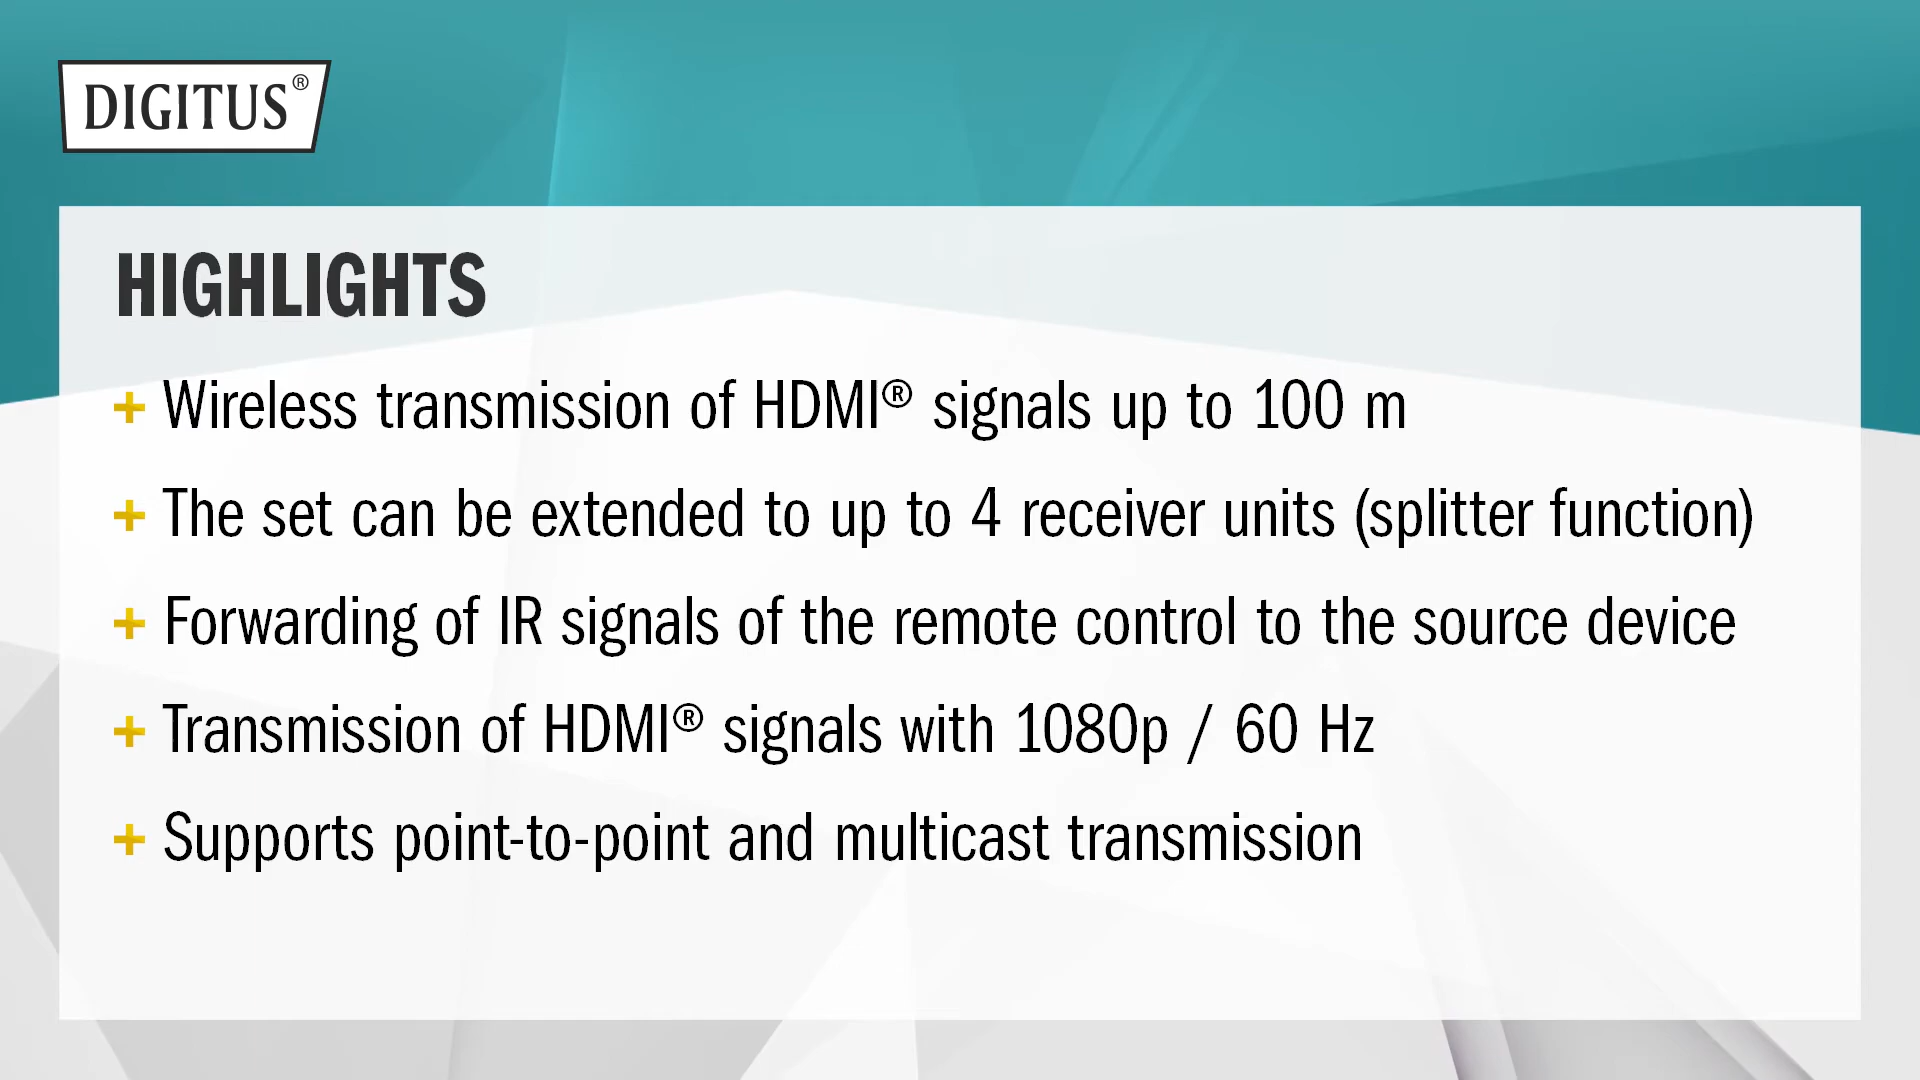 DIGITUS®
HIGHLIGHTS
+ Wireless transmission of HDMI® signals up to 100 m
+ The set can be extended to up to 4 receiver units (splitter function)
+ Forwarding of IR signals of the remote control to the source device
+ Transmission of HDMI® signals with 1080p / 60 Hz
+ Supports point-to-point and multicast transmission